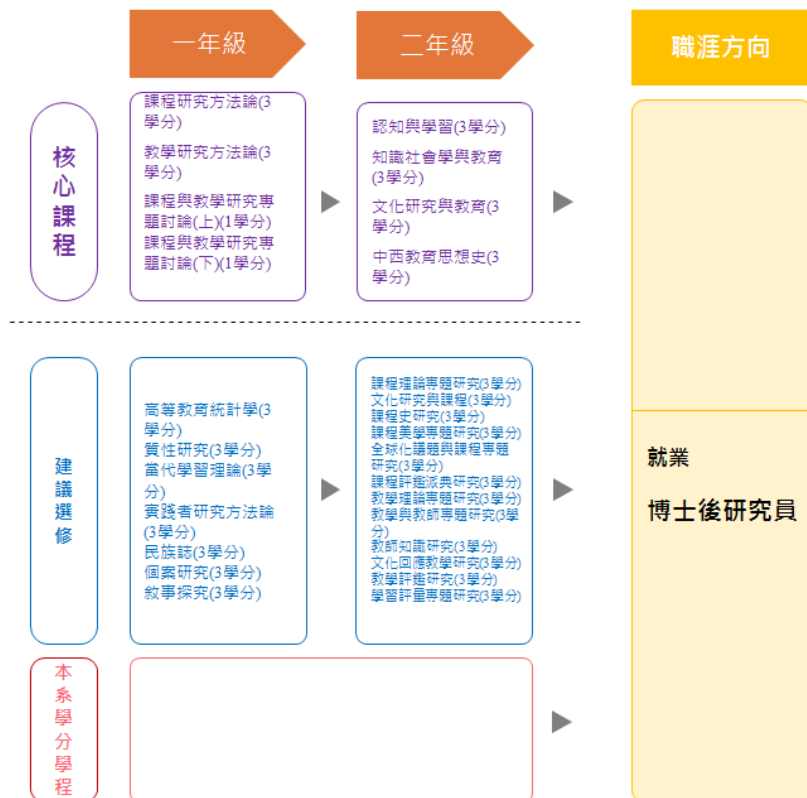 一年級
二年級
職涯方向
核心課程
課程研究方法論(3
學分)
教學研究方法論(3
學分)
課程與教學研究專
題討論(上)(1學分)
課程與教學研究專
題討論(下)(1學分)
認知與學習(3學分)
知識社會學與教育
(3學分)
文化研究與教育(3
學分)
中西教育思想史(3
學分)
建議選修
高等教育統計學(3
學分)
質性研究(3學分)
當代學習理論(3學
分)
實踐者研究方法論
(3學分)
民族誌(3學分)
個案研究(3學分)
敘事探究(3學分)
課程理論專題研究(3學分)
文化研究與課程(3學分)
課程史研究(3學分)
課程美學專題研究(3學分)
全球化議題與課程專題
研究(3學分)
課程評鑑派典研究(3學分)
教學理論專題研究(3學分)
教學與教師專題研究(3學
分)
教師知識研究(3學分)
文化回應教學研究(3學分)
教學評鑑研究(3學分)
學習評量專題研究(3學分)
就業
博士後研究員
本系學分學程